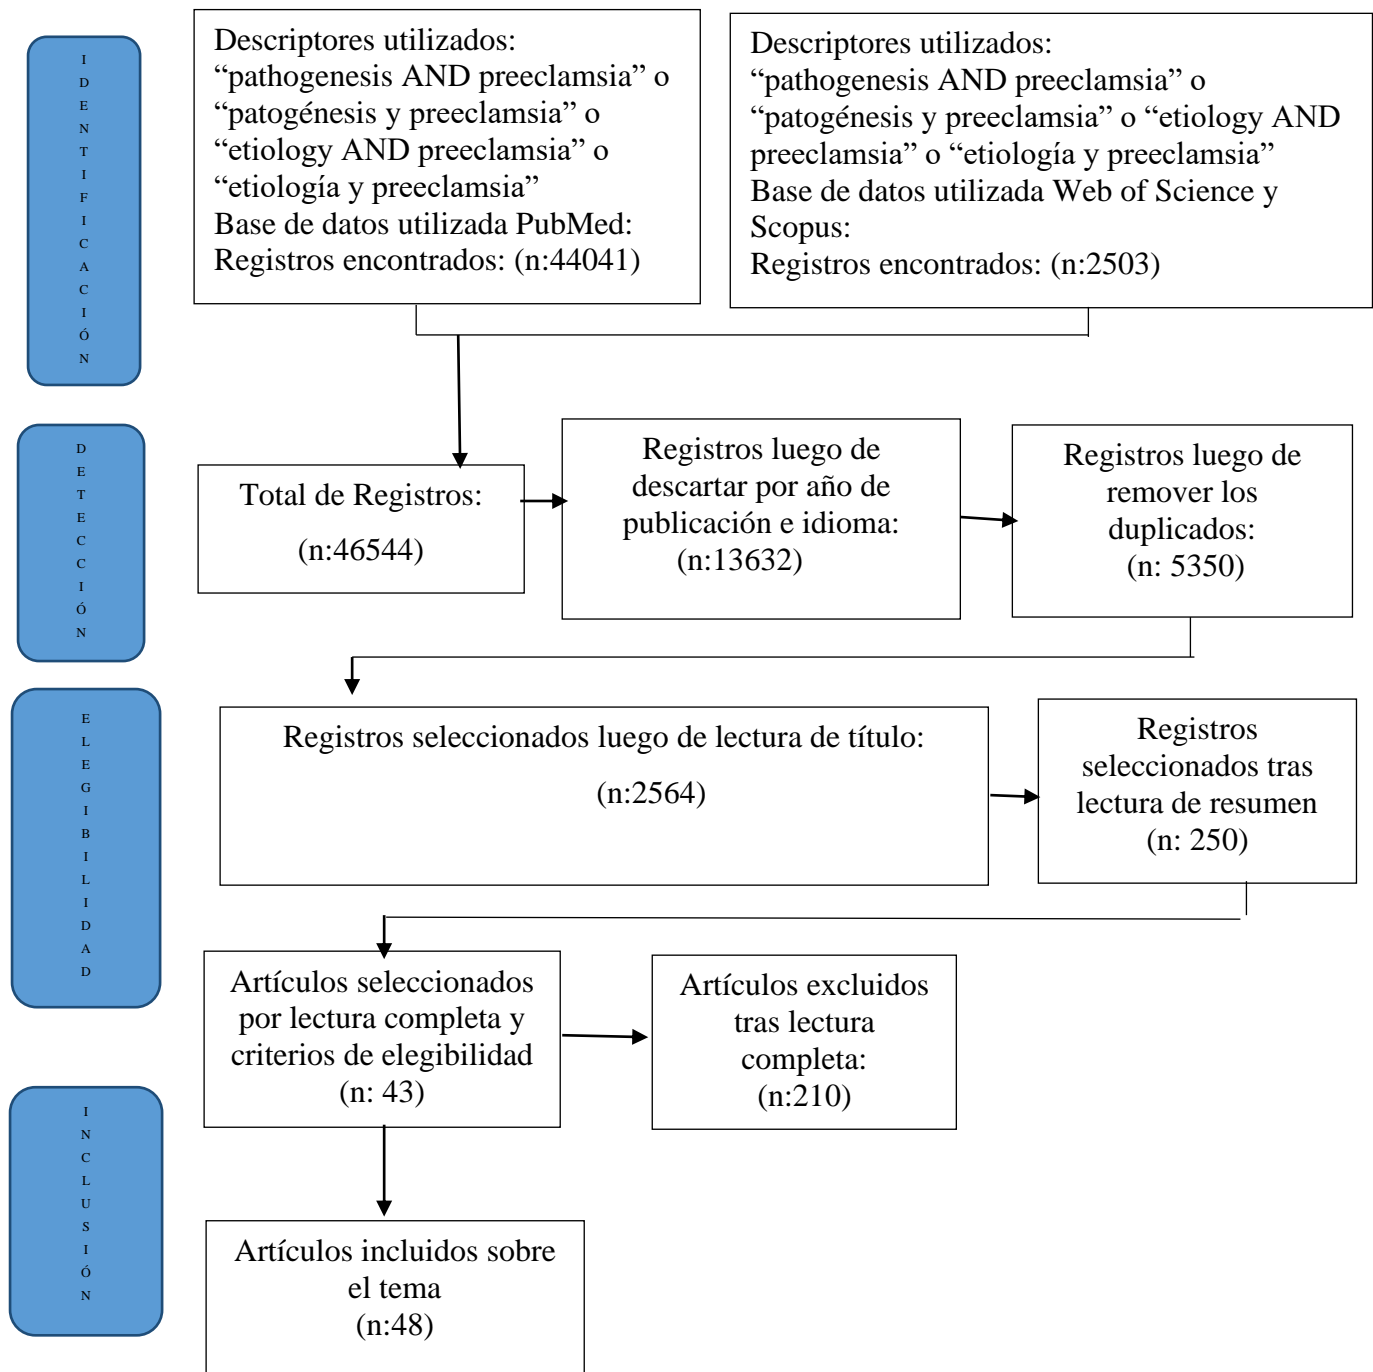 IDENTIFICACIÓN
Descriptores utilizados:
“pathogenesis AND preeclamsia” o
“patogénesis y preeclamsia” o
“etiology AND preeclamsia” o
“etiología y preeclamsia”
Base de datos utilizada PubMed:
Registros encontrados: (n:44041)
Descriptores utilizados:
“pathogenesis AND preeclamsia” o
“patogénesis y preeclamsia” o “etiology AND
preeclamsia” o “etiología y preeclamsia”
Base de datos utilizada Web of Science y
Scopus:
Registros encontrados: (n:2503)
DETECCIÓN
Total de Registros:
(n:46544)
Registros luego de
descartar por año de
publicación e idioma:
(n:13632)
Registros luego de
remover los
duplicados:
(n: 5350)
ELEGIBILIDAD
Registros seleccionados luego de lectura de título:
(n:2564)
Registros
seleccionados tras
lectura de resumen
(n: 250)
Artículos seleccionados
por lectura completa y
criterios de elegibilidad
(n: 43)
Artículos excluidos
tras lectura
completa:
(n:210)
INCLUSIÓN
Artículos incluidos sobre
el tema
(n:48)